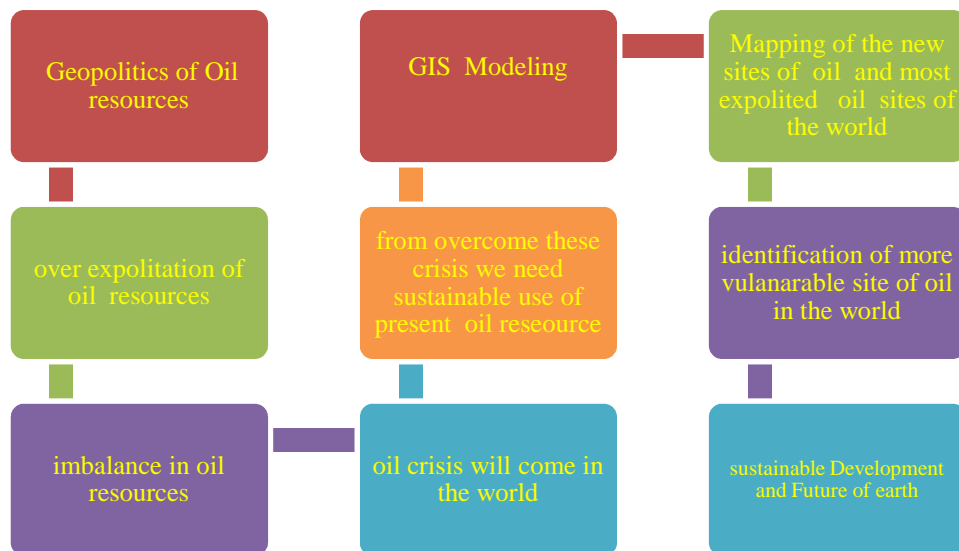 Geopolitics of Oil
resources
over expolitation of
oil resources
imbalance in oil
resources
oil crisis will come in
the world
from overcome these
crisis we need
sustainable use of
present oil reseource
GIS Modeling
Mapping of the new
sites of oil and most
expolited oil sites of
the world
identification of more
vulanarable site of oil
in the world
sustainable Development
and Future of earth